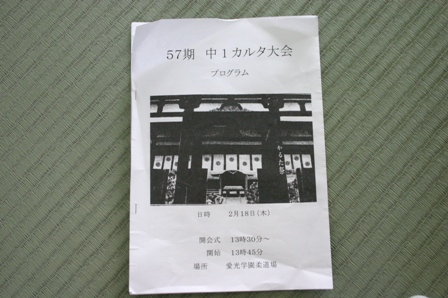 57期 中1カルタ大会
プログラム
日時 2月18日(木)
開会式 13時30分～
開始 13時45分
場所 愛光学園柔道場